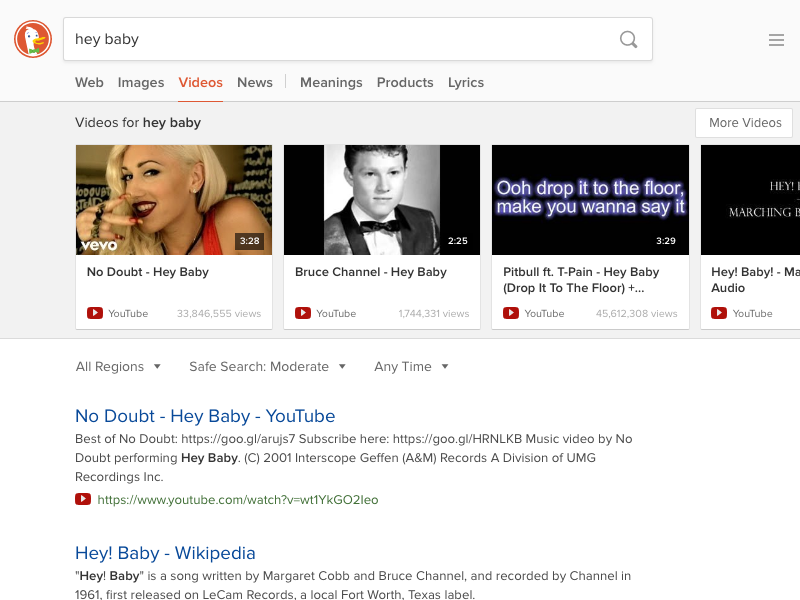 hey baby
Web Images Videos News Meanings Products Lyrics
Videos for hey baby
More Videos
vevo
3:28
No Doubt - Hey Baby
YouTube 33,846,555 views
2:25
Bruce Channel - Hey Baby
YouTube 1,744,331 views
Ooh drop it to the floor,
make you wanna say it
3:29
Pitbull ft. T-Pain - Hey Baby
(Drop It To The Floor) +...
YouTube 45,612,308 views
HEY!
MARCHING
Hey! Baby! - Ma
Audio
YouTube
All Regions Safe Search: Moderate Any Time
No Doubt - Hey Baby - YouTube
Best of No Doubt: https://goo.gl/arujs7 Subscribe here: https://goo.gl/HRNLKB Music video by No
Doubt performing Hey Baby. (C) 2001 Interscope Geffen (A&M) Records A Division of UMG
Recordings Inc.
https://www.youtube.com/watch?v=wt1YkGO2Ieo
Hey! Baby - Wikipedia
"Hey! Baby" is a song written by Margaret Cobb and Bruce Channel, and recorded by Channel in
1961, first released on LeCam Records, a local Fort Worth, Texas label.